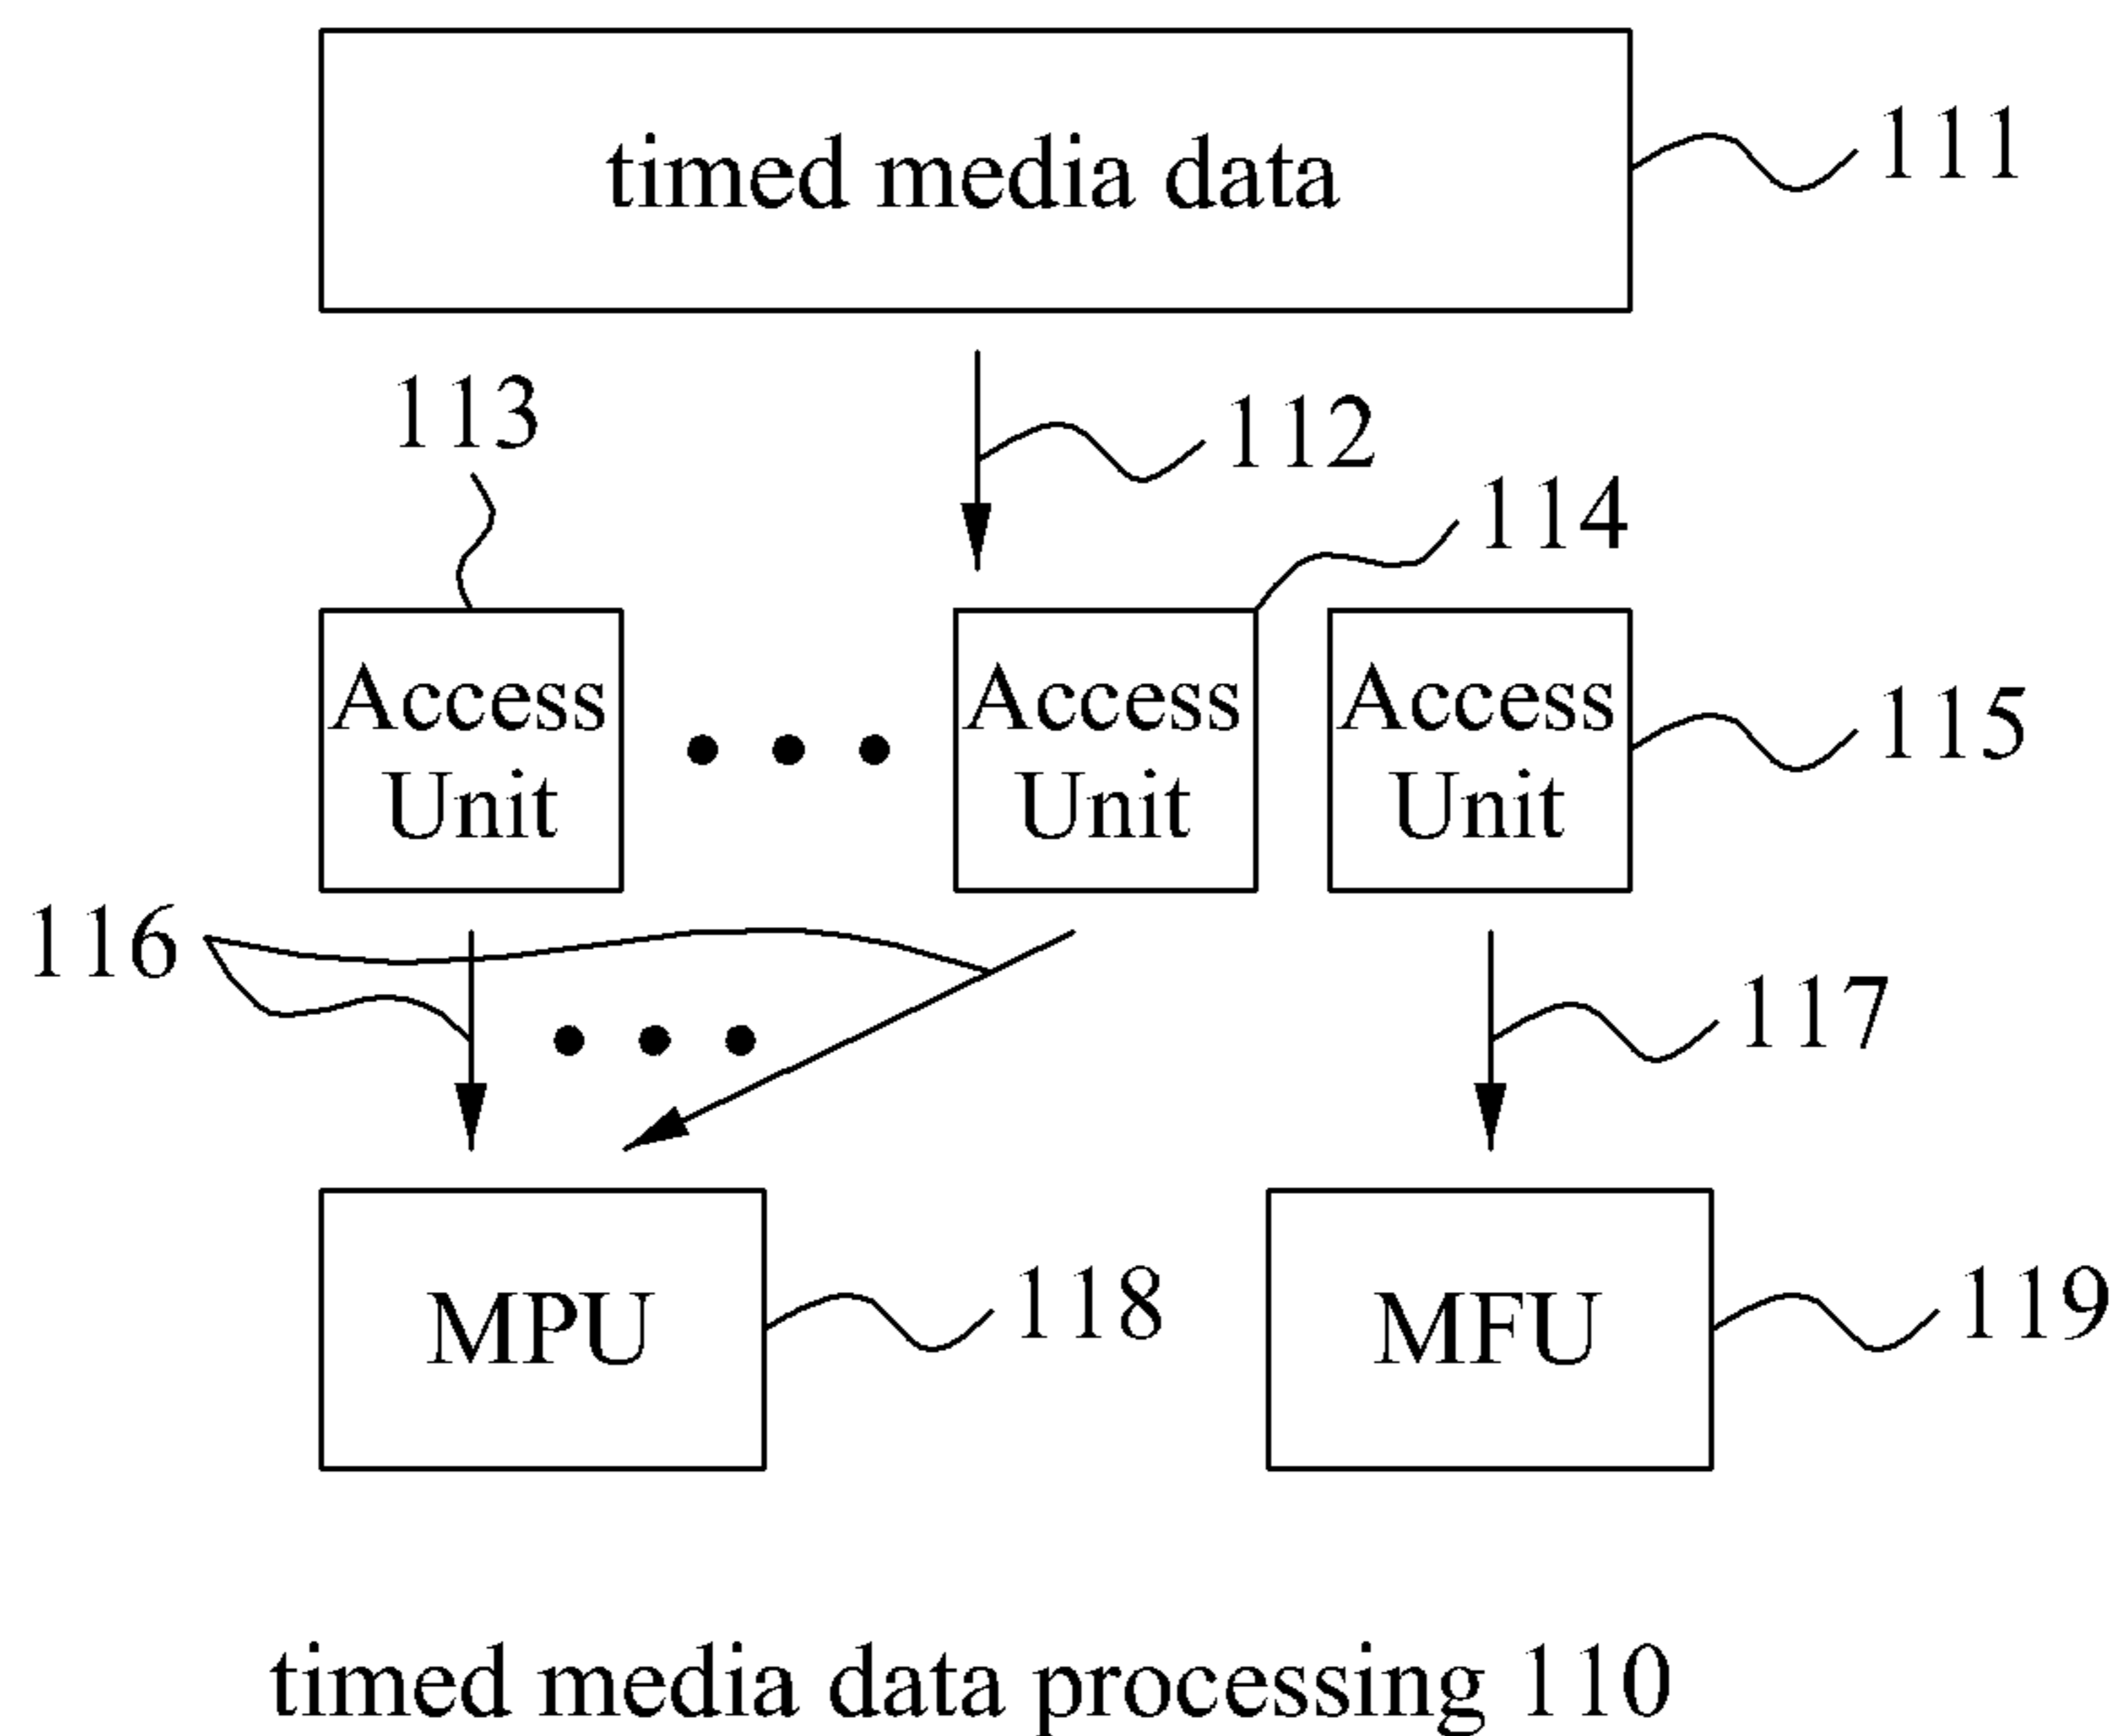 timed media data
111
113
112
114
Access
Unit
Access
Unit
Access
Unit
115
116
117
MPU
118
MFU
119
timed media data processing 110